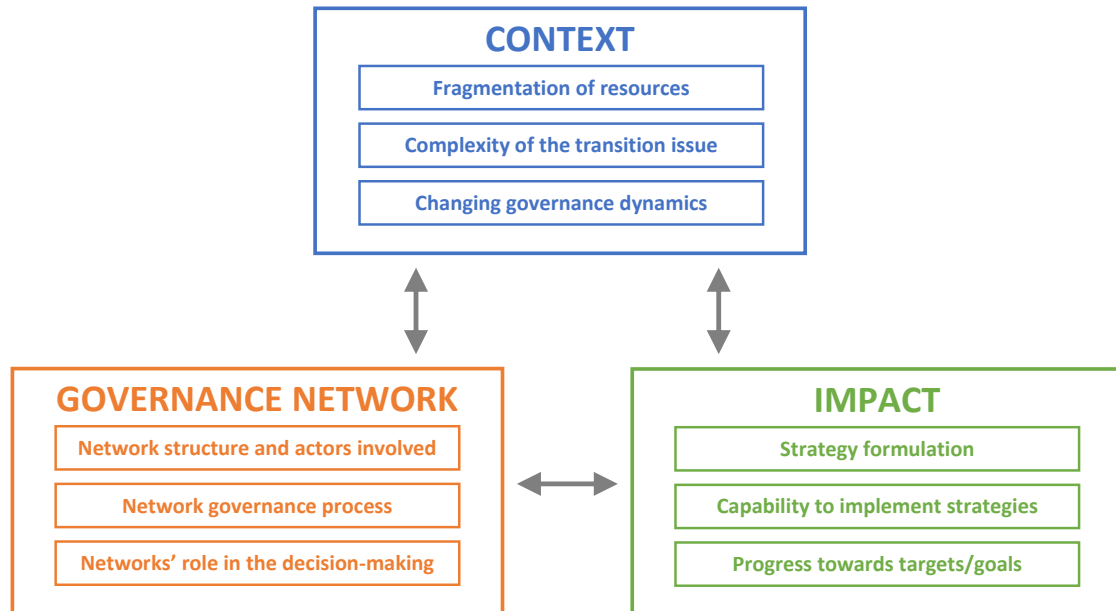 CONTEXT
Fragmentation of resources
Complexity of the transition issue
Changing governance dynamics
GOVERNANCE NETWORK
Network structure and actors involved
Network governance process
Networks’ role in the decision-making
IMPACT
Strategy formulation
Capability to implement strategies
Progress towards targets/goals